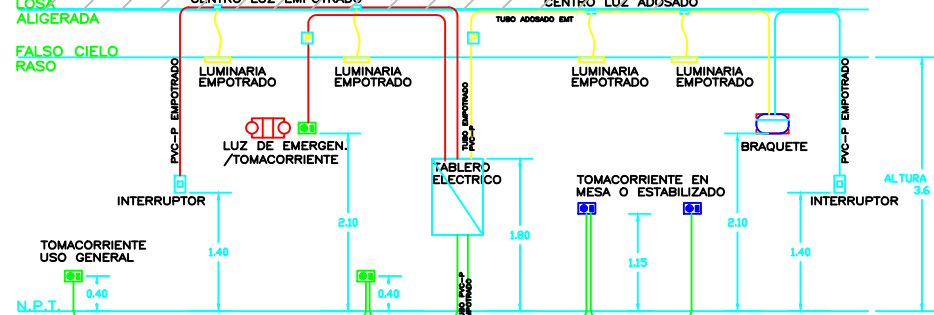 LOSA
ALIGERADA
CENTRO LUZ EMPOTRADO
CENTRO LUZ ADOSADO
TUBO ADOSADO EMT
FALSO CIELO
RASO
LUMINARIA
EMPOTRADO
LUMINARIA
EMPOTRADO
LUMINARIA
EMPOTRADO
LUMINARIA
EMPOTRADO
PVC-P EMPOTRADO
TUBO EMPOTRADO
PVC-P
PVC-P EMPOTRADO
LUZ DE EMERGEN.
/TOMACORRIENTE
BRAQUETE
TABLERO
ELECTRICO
TOMACORRIENTE EN
MESA O ESTABILIZADO
ALTURA
3.6
INTERRUPTOR
INTERRUPTOR
2.10
2.10
1.80
TOMACORRIENTE
USO GENERAL
1.40
1.15
1.40
0.40
0.40
N.P.T.
UBO PVC-P
MPOTRADO